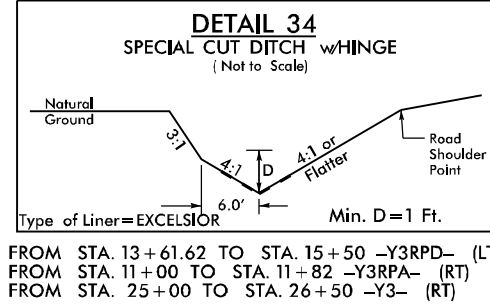 DETAIL 34
SPECIAL CUT DITCH w/HINGE
( Not to Scale)
Natural
Ground
3:1
4:1
D
4:1 or
Flatter
Road
Shoulder
Point
6.0'
Type of Liner=EXCELSIOR
Min. D=1 Ft.
FROM STA. 13+61.62 TO STA. 15+50 -Y3RPD- (LT
FROM STA. 11+00 TO STA. 11+82 -Y3RPA- (RT)
FROM STA. 25+00 TO STA. 26+50 -Y3- (RT)